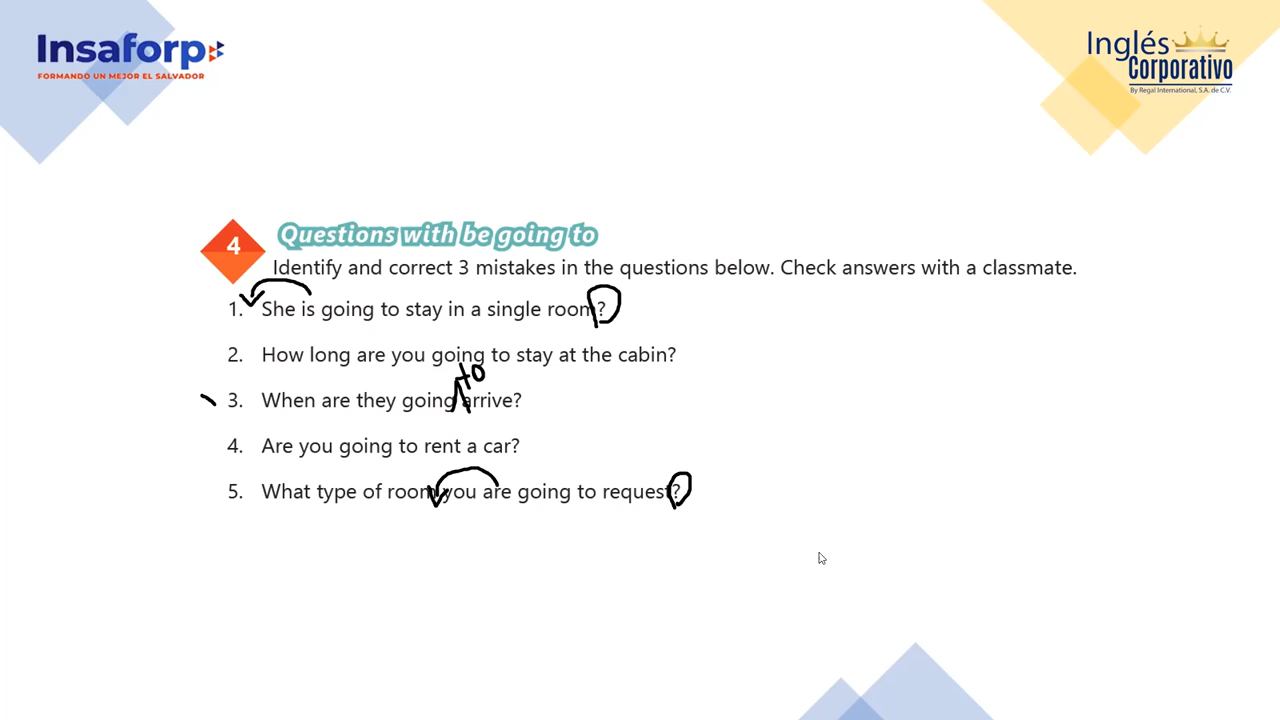 Insaforp
FORMANDO UN MEJOR EL SALVADOR
Inglés
Corporativo
By Regal International, S.A. de C.V.
4
Questions with be going to
Identify and correct 3 mistakes in the questions below. Check answers with a classmate.
1. She is going to stay in a single room?
2. How long are you going to stay at the cabin?
to
3. When are they going arrive?
4. Are you going to rent a car?
5. What type of room you are going to request?